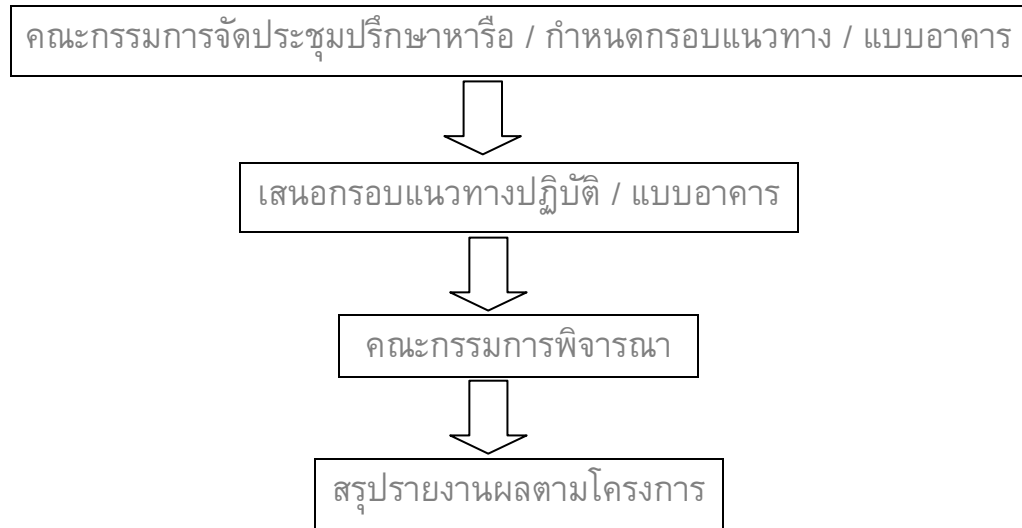 คณะกรรมการจัดประชุมปรึกษาหารือ / กำหนดกรอบแนวทาง / แบบอาคาร
เสนอกรอบแนวทางปฏิบัติ / แบบอาคาร
คณะกรรมการพิจารณา
สรุปรายงานผลตามโครงการ